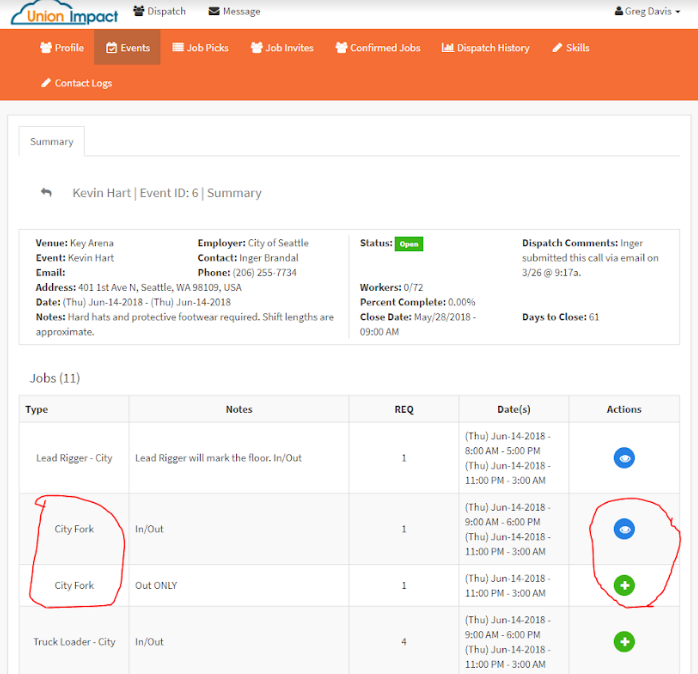 Union Impact
Dispatch
Message
Greg Davis
Profile
Events
Job Picks
Job Invites
Confirmed Jobs
Dispatch History
Skills
Contact Logs
Summary
Kevin Hart | Event ID: 6 | Summary
Venue: Key Arena
Employer: City of Seattle
Event: Kevin Hart
Contact: Inger Brandal
Email:
Phone: (206) 255-7734
Address: 401 1st Ave N, Seattle, WA 98109, USA
Date: (Thu) Jun-14-2018 - (Thu) Jun-14-2018
Notes: Hard hats and protective footwear required. Shift lengths are
approximate.
Status: Open
Workers: 0/72
Percent Complete: 0.00%
Close Date: May/28/2018 -
09:00 AM
Dispatch Comments: Inger
submitted this call via email on
3/26 @ 9:17a.
Days to Close: 61
Jobs (11)
Type
Notes
REQ
Date(s)
Actions
Lead Rigger - City
Lead Rigger will mark the floor. In/Out
1
(Thu) Jun-14-2018 -
8:00 AM - 5:00 PM
(Thu) Jun-14-2018 -
11:00 PM - 3:00 AM
City Fork
In/Out
1
(Thu) Jun-14-2018 -
9:00 AM - 6:00 PM
(Thu) Jun-14-2018 -
11:00 PM - 3:00 AM
City Fork
Out ONLY
1
(Thu) Jun-14-2018 -
11:00 PM - 3:00 AM
Truck Loader - City
In/Out
4
(Thu) Jun-14-2018 -
9:00 AM - 6:00 PM
(Thu) Jun-14-2018 -
11:00 PM - 3:00 AM